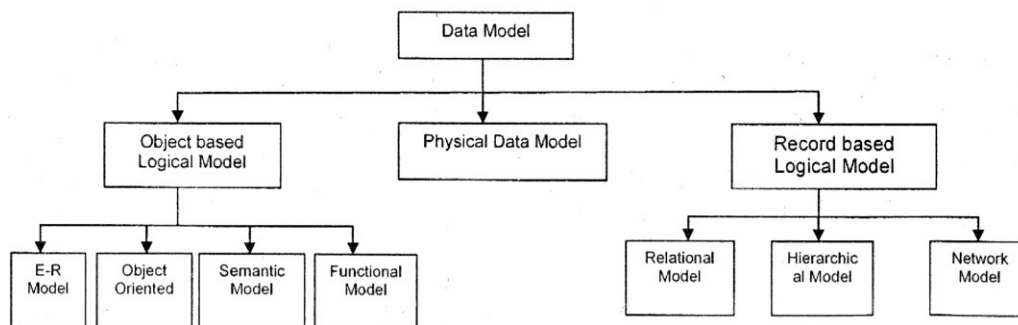 Data Model
Object based
Logical Model
Physical Data Model
Record based
Logical Model
E-R
Model
Object
Oriented
Semantic
Model
Functional
Model
Relational
Model
Hierarchic
al Model
Network
Model